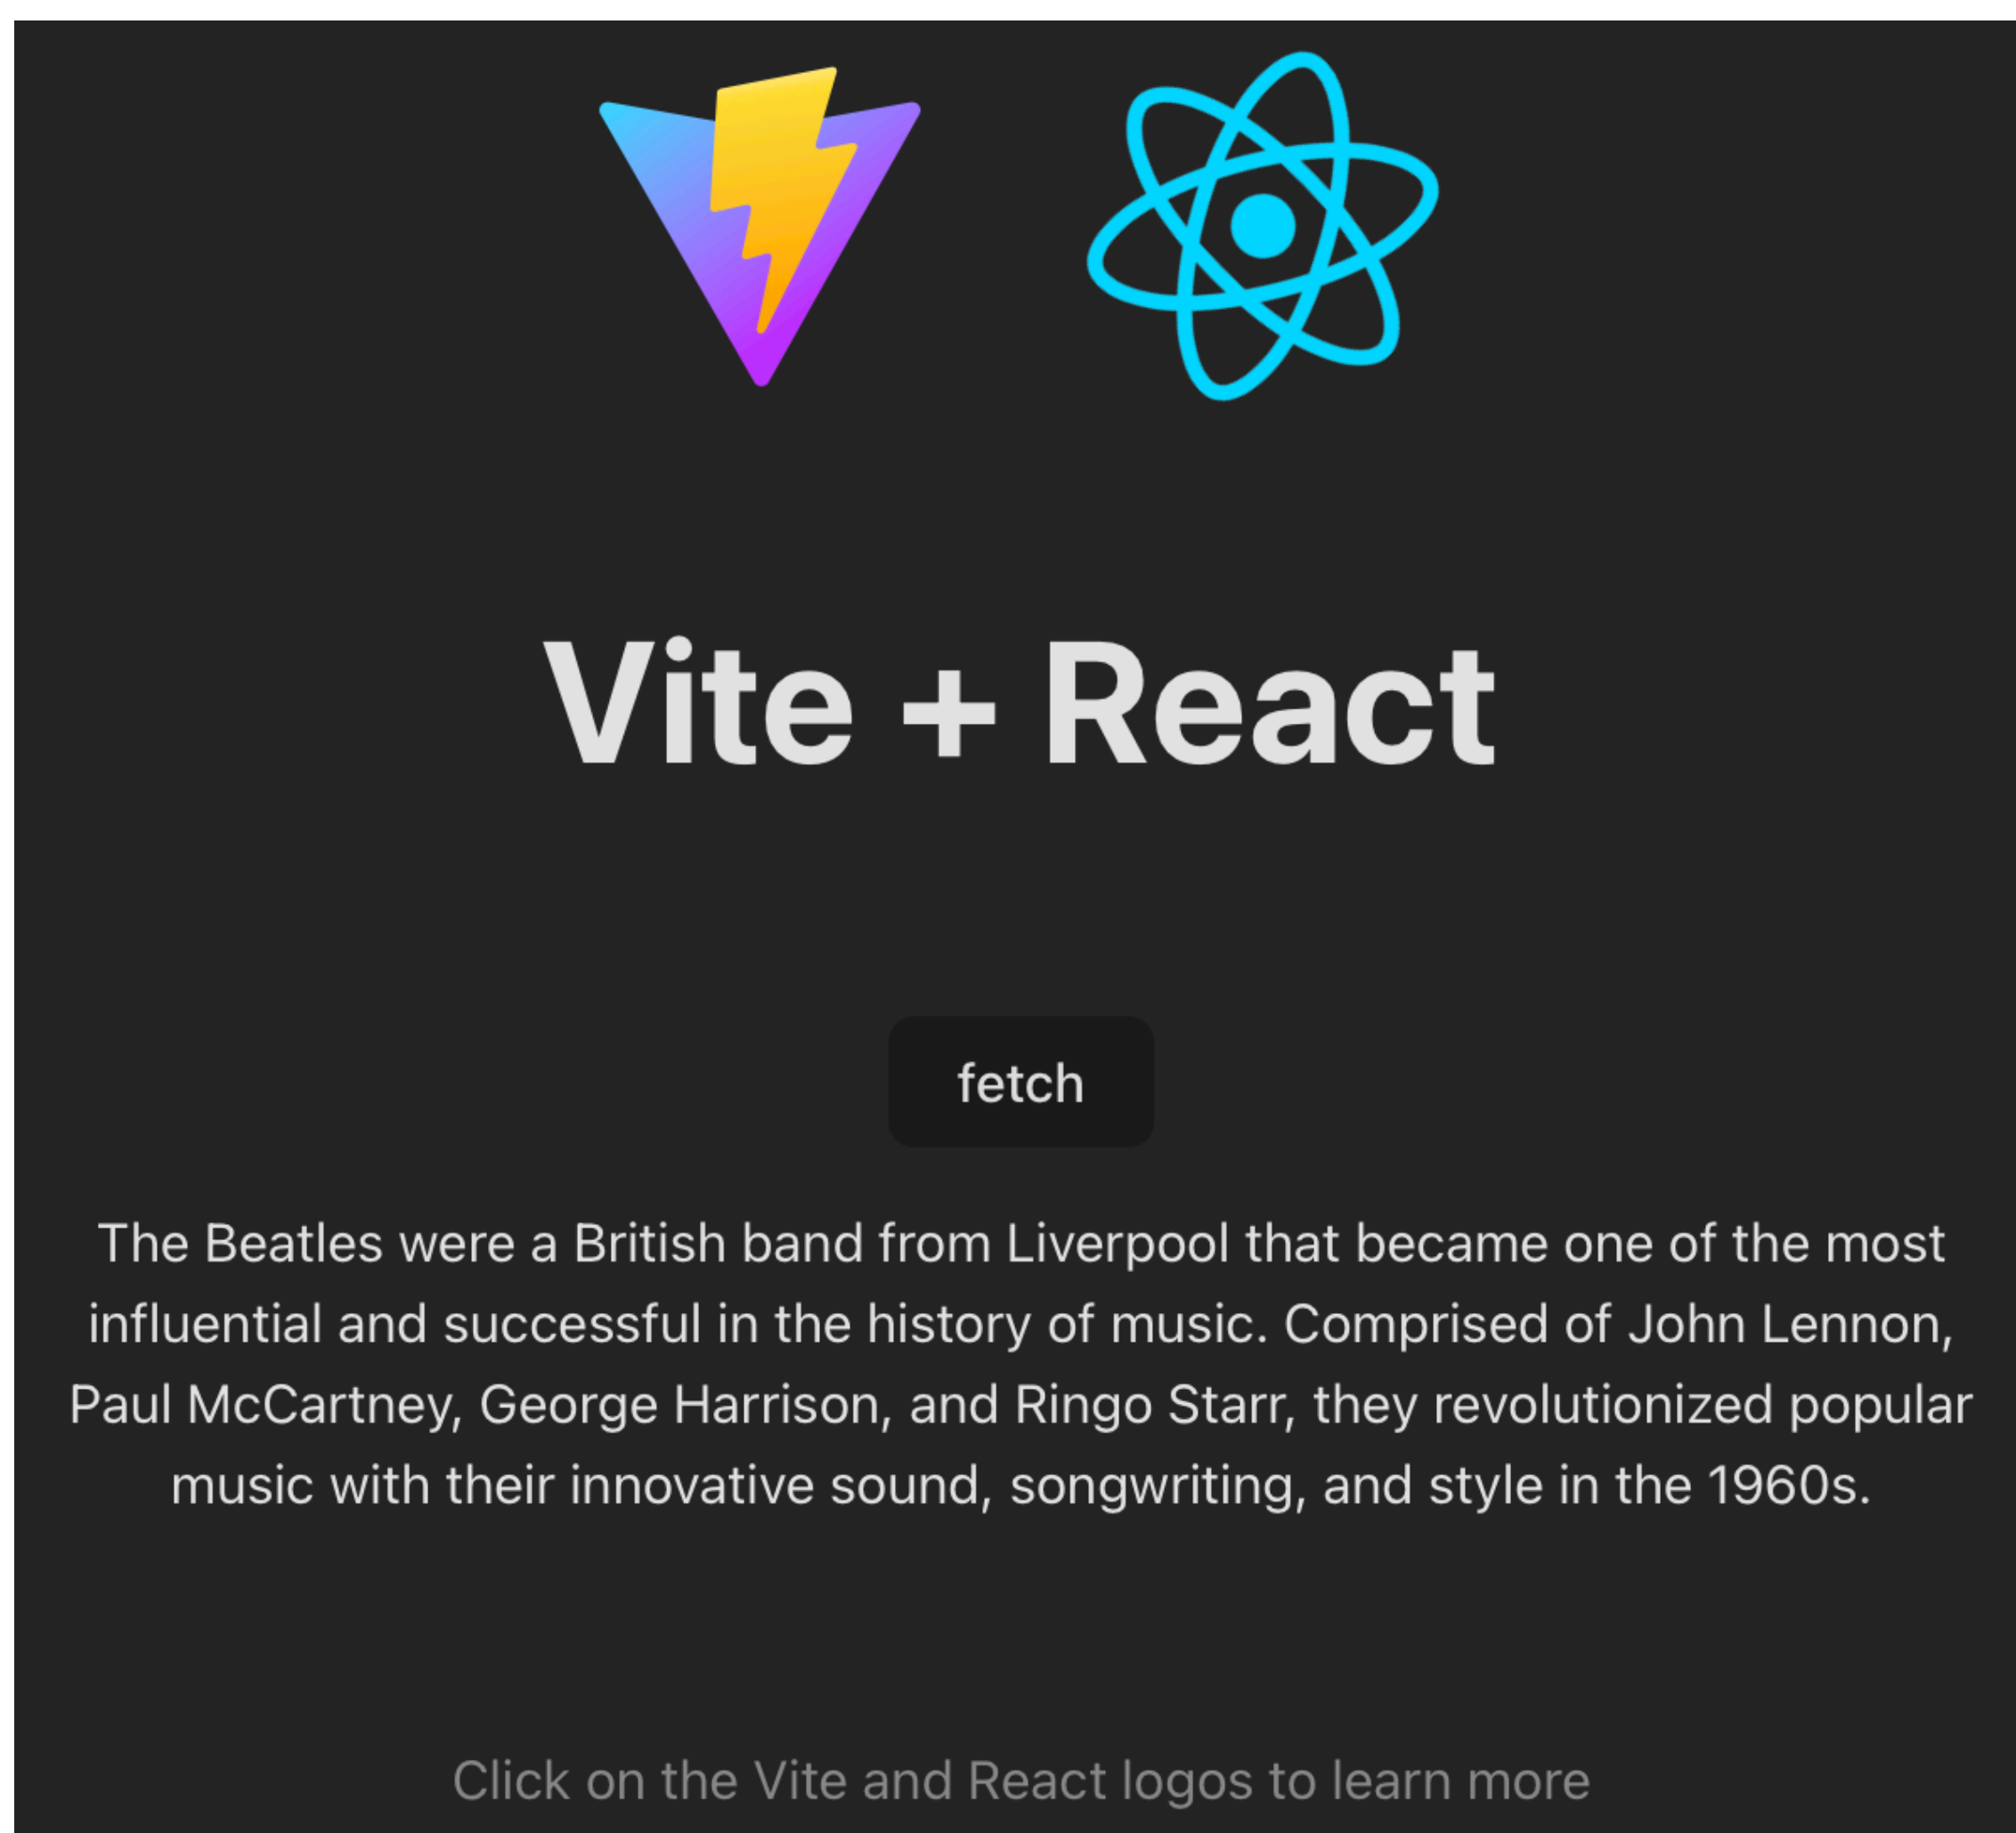 Vite + React
fetch
The Beatles were a British band from Liverpool that became one of the most
influential and successful in the history of music. Comprised of John Lennon,
Paul McCartney, George Harrison, and Ringo Starr, they revolutionized popular
music with their innovative sound, songwriting, and style in the 1960s.
Click on the Vite and React logos to learn more